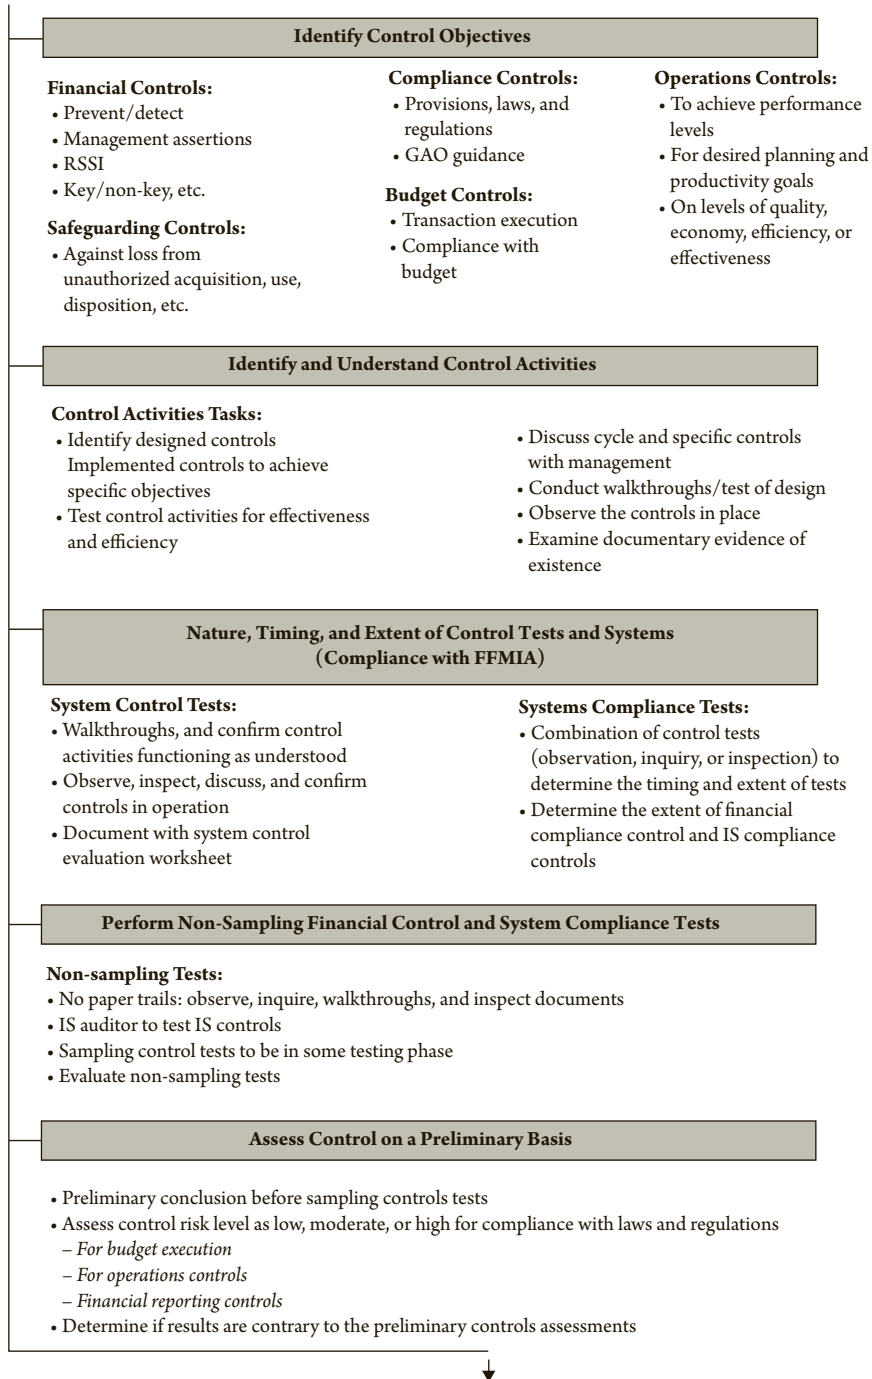 Identify Control Objectives
Financial Controls:
• Prevent/detect
• Management assertions
• RSSI
• Key/non-key, etc.
Safeguarding Controls:
• Against loss from
unauthorized acquisition, use,
disposition, etc.
Compliance Controls:
• Provisions, laws, and
regulations
• GAO guidance
Budget Controls:
• Transaction execution
• Compliance with
budget
Operations Controls:
• To achieve performance
levels
• For desired planning and
productivity goals
• On levels of quality,
economy, efficiency, or
effectiveness
Identify and Understand Control Activities
Control Activities Tasks:
• Identify designed controls
Implemented controls to achieve
specific objectives
• Test control activities for effectiveness
and efficiency
• Discuss cycle and specific controls
with management
• Conduct walkthroughs/test of design
• Observe the controls in place
• Examine documentary evidence of
existence
Nature, Timing, and Extent of Control Tests and Systems
(Compliance with FFMIA)
System Control Tests:
• Walkthroughs, and confirm control
activities functioning as understood
• Observe, inspect, discuss, and confirm
controls in operation
• Document with system control
evaluation worksheet
Systems Compliance Tests:
• Combination of control tests
(observation, inquiry, or inspection) to
determine the timing and extent of tests
• Determine the extent of financial
compliance control and IS compliance
controls
Perform Non-Sampling Financial Control and System Compliance Tests
Non-sampling Tests:
• No paper trails: observe, inquire, walkthroughs, and inspect documents
• IS auditor to test IS controls
• Sampling control tests to be in some testing phase
• Evaluate non-sampling tests
Assess Control on a Preliminary Basis
• Preliminary conclusion before sampling controls tests
• Assess control risk level as low, moderate, or high for compliance with laws and regulations
– For budget execution
– For operations controls
– Financial reporting controls
• Determine if results are contrary to the preliminary controls assessments